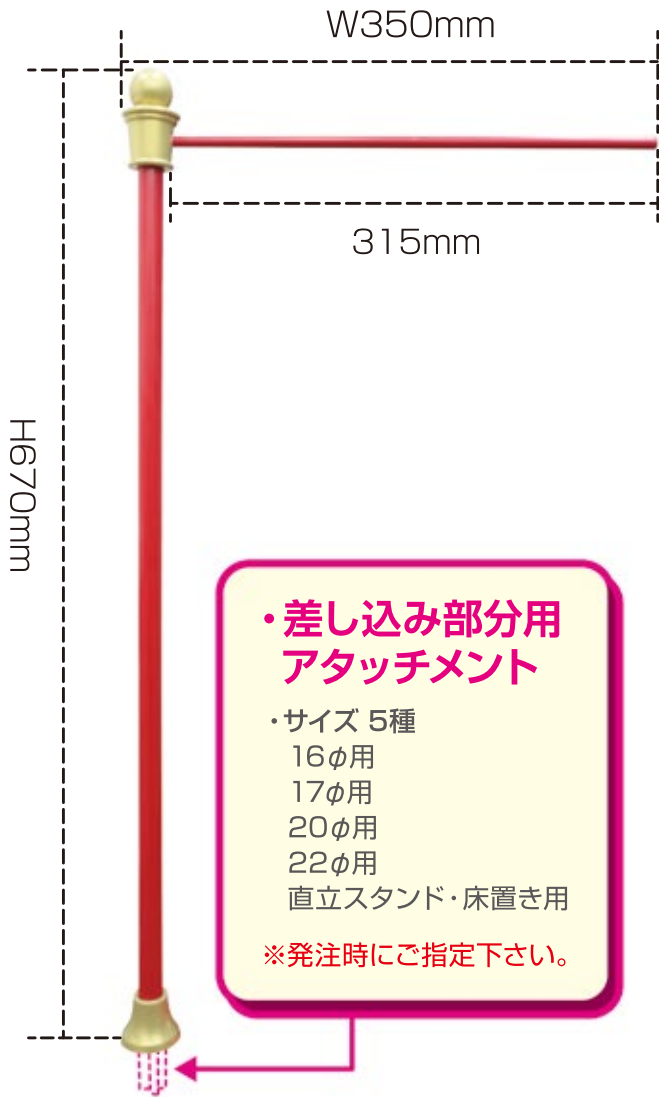 W350mm
315mm
H670mm
・差し込み部分用
アタッチメント
・サイズ 5種
16φ用
17φ用
20φ用
22φ用
直立スタンド・床置き用
※発注時にご指定下さい。